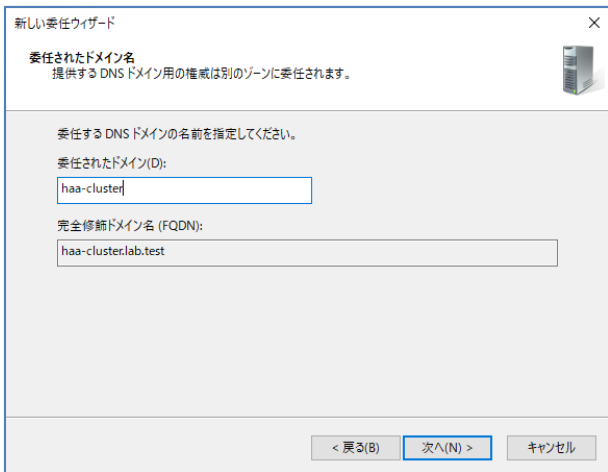 新しい委任ウィザード
委任されたドメイン名
提供する DNS ドメイン用の権威は別のゾーンに委任されます。
委任する DNS ドメインの名前を指定してください。
委任されたドメイン(D):
haa-cluster
完全修飾ドメイン名 (FQDN):
haa-cluster.lab.test
< 戻る(B)
次へ(N) >
キャンセル